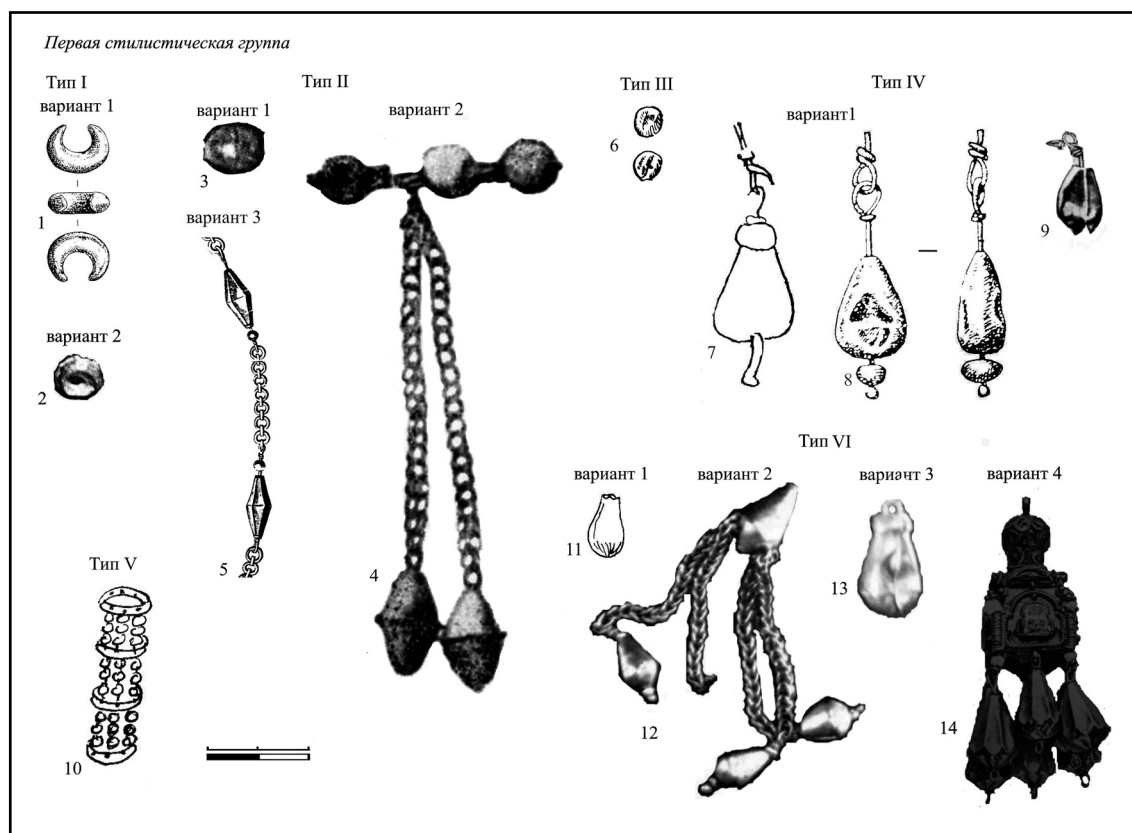 Первая стилистическая группа
Тип I
вариант 1
1
вариант 2
2
Тип II
вариант 1
3
вариант 2
4
вариант 3
5
Тип III
6
Тип IV
вариант1
7
8
9
Тип V
10
Тип VI
вариант 1
11
вариант 2
12
вариант 3
13
вариант 4
14